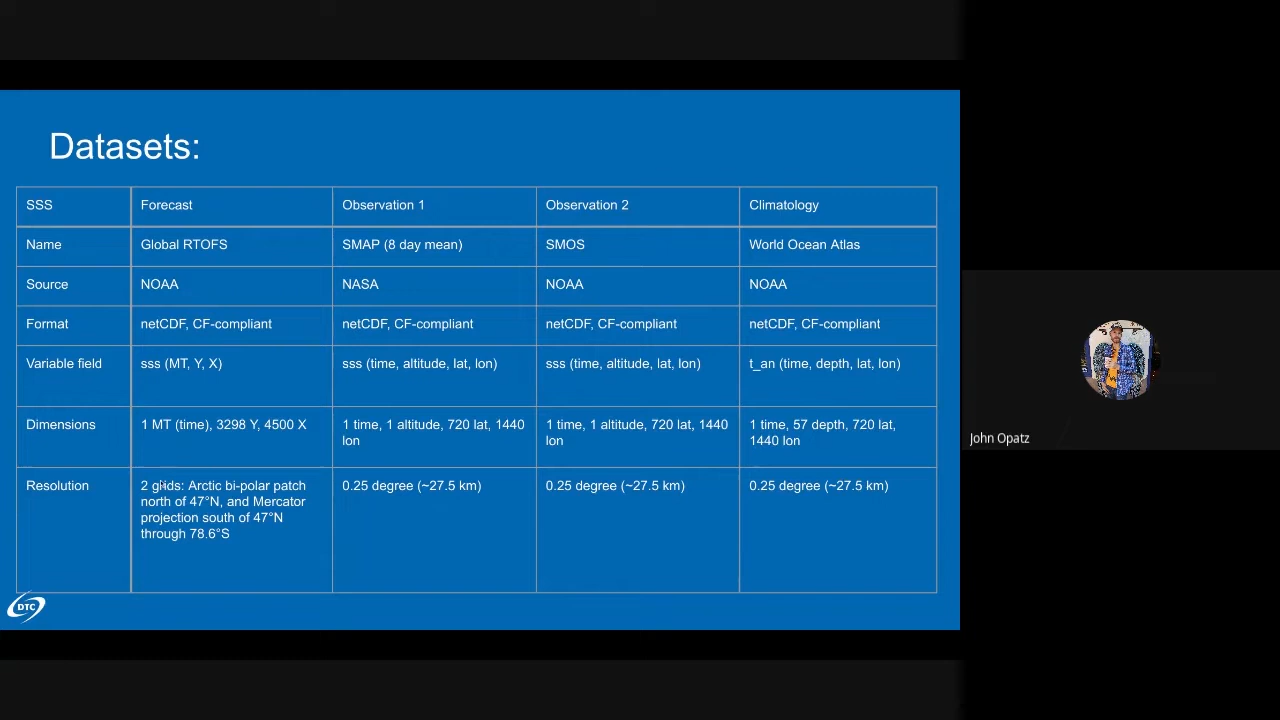 Datasets:
SSS
Forecast
Observation 1
Observation 2
Climatology
Name
Global RTOFS
SMAP (8 day mean)
SMOS
World Ocean Atlas
Source
NOAA
NASA
NOAA
NOAA
Format
netCDF, CF-compliant
netCDF, CF-compliant
netCDF, CF-compliant
netCDF, CF-compliant
Variable field
sss (MT, Y, X)
sss (time, altitude, lat, lon)
sss (time, altitude, lat, lon)
t_an (time, depth, lat, lon)
Dimensions
1 MT (time), 3298 Y, 4500 X
1 time, 1 altitude, 720 lat, 1440
lon
1 time, 1 altitude, 720 lat, 1440
lon
1 time, 57 depth, 720 lat,
1440 lon
Resolution
2 grids: Arctic bi-polar patch
north of 47°N, and Mercator
projection south of 47°N
through 78.6°S
0.25 degree (~27.5 km)
0.25 degree (~27.5 km)
0.25 degree (~27.5 km)
DTC
John Opatz